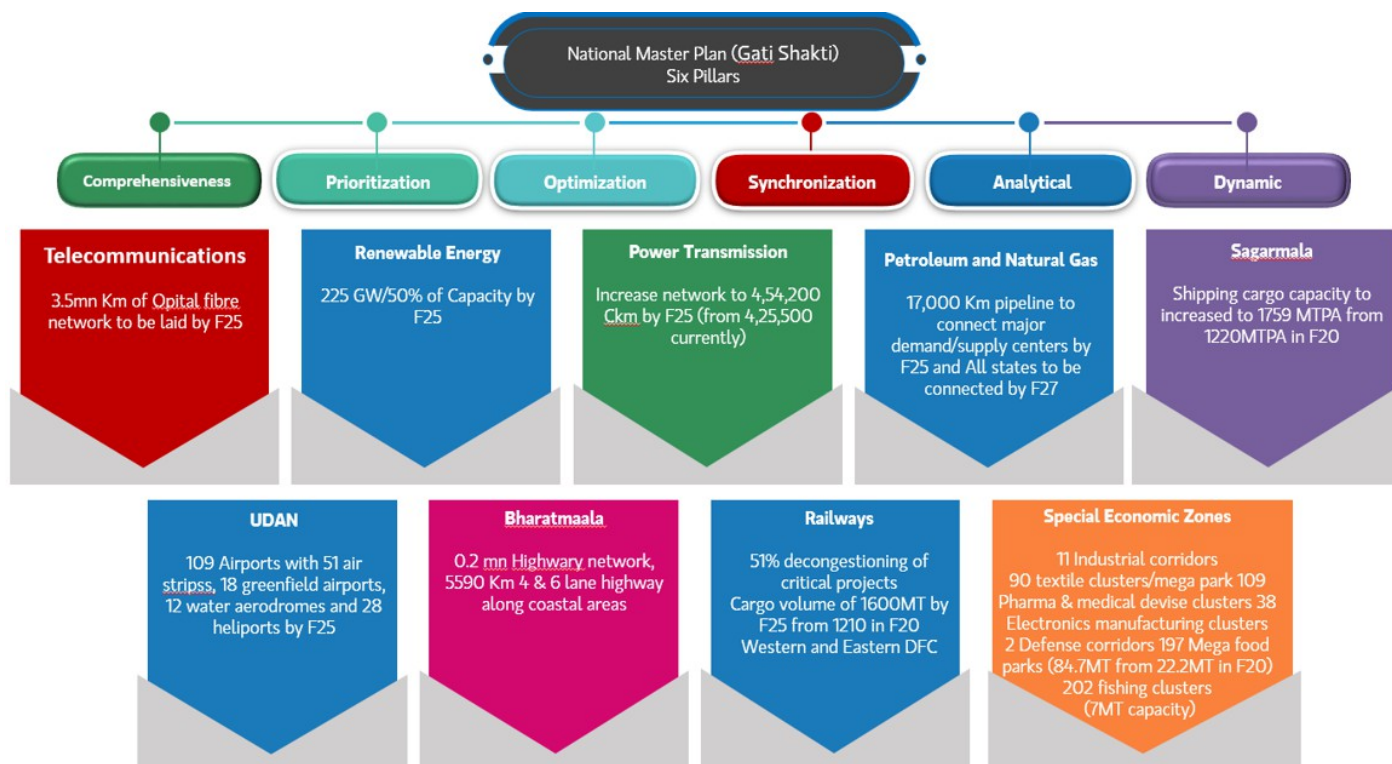 National Master Plan (Gati Shakti)
Six Pillars
Comprehensiveness
Prioritization
Optimization
Synchronization
Analytical
Dynamic
Telecommunications
3.5mn Km of Opital fibre
network to be laid by F25
Renewable Energy
225 GW/50% of Capacity by
F25
Power Transmission
Increase network to 4,54,200
Ckm by F25 (from 4,25,500
currently)
Petroleum and Natural Gas
17,000 Km pipeline to
connect major
demand/supply centers by
F25 and All states to be
connected by F27
Sagarmala
Shipping cargo capacity to
increased to 1759 MTPA from
1220MTPA in F20
UDAN
109 Airports with 51 air
stripss, 18 greenfield airports,
12 water aerodromes and 28
heliports by F25
Bharatmaala
0.2 mn Highwary network,
5590 Km 4 & 6 lane highway
along coastal areas
Railways
51% decongestioning of
critical projects
Cargo volume of 1600MT by
F25 from 1210 in F20
Western and Eastern DFC
Special Economic Zones
11 Industrial corridors
90 textile clusters/mega park 109
Pharma & medical devise clusters 38
Electronics manufacturing clusters
2 Defense corridors 197 Mega food
parks (84.7MT from 22.2MT in F20)
202 fishing clusters
(7MT capacity)